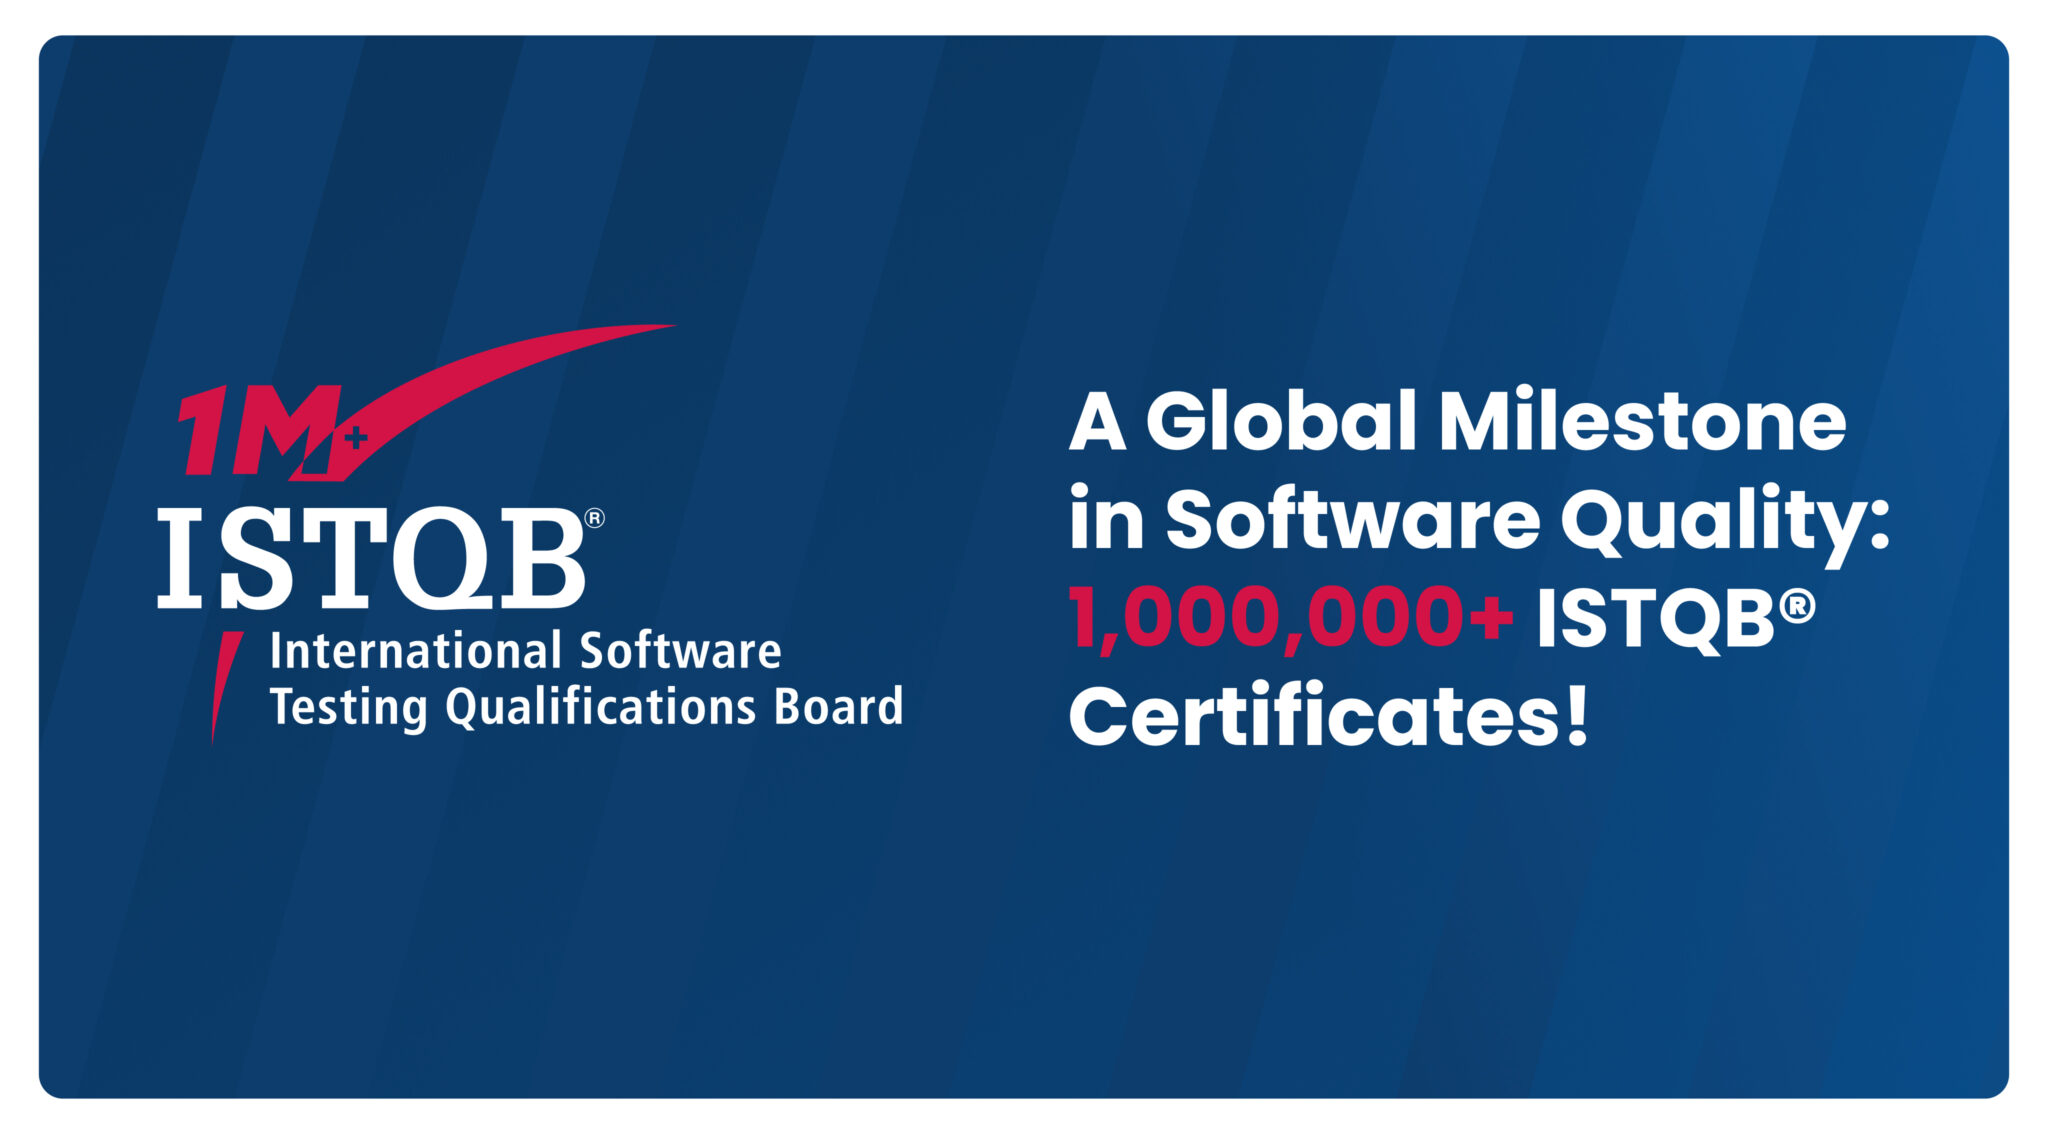 1M+
ISTQB®
International Software
Testing Qualifications Board
A Global Milestone
in Software Quality:
1,000,000+ ISTQB®
Certificates!